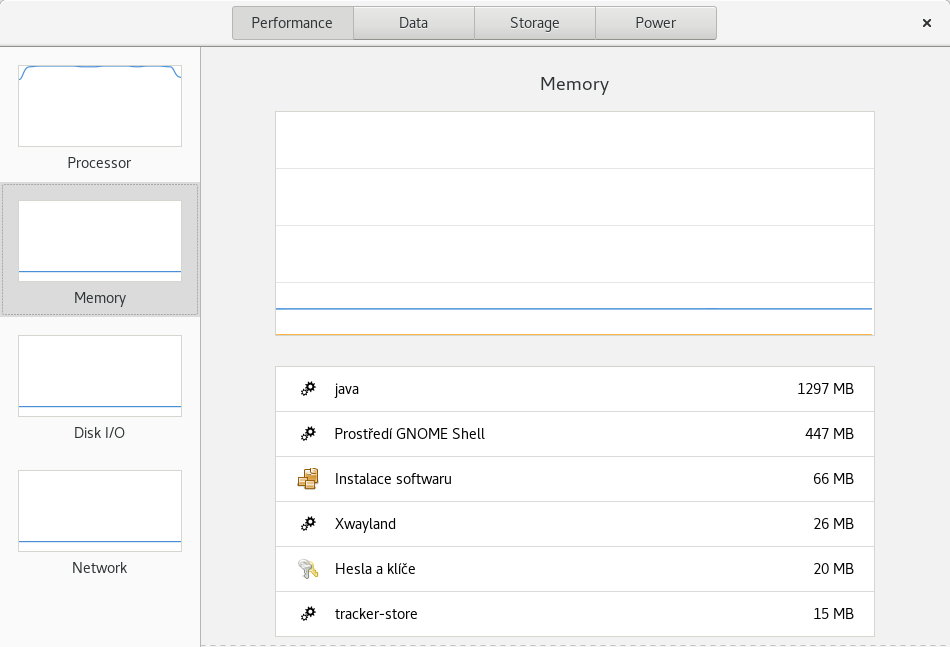 Performance
Data
Storage
Power
Processor
Memory
Disk I/O
Network
Memory
java 1297 MB
Prostředí GNOME Shell 447 MB
Instalace softwaru 66 MB
Xwayland 26 MB
Hesla a klíče 20 MB
tracker-store 15 MB